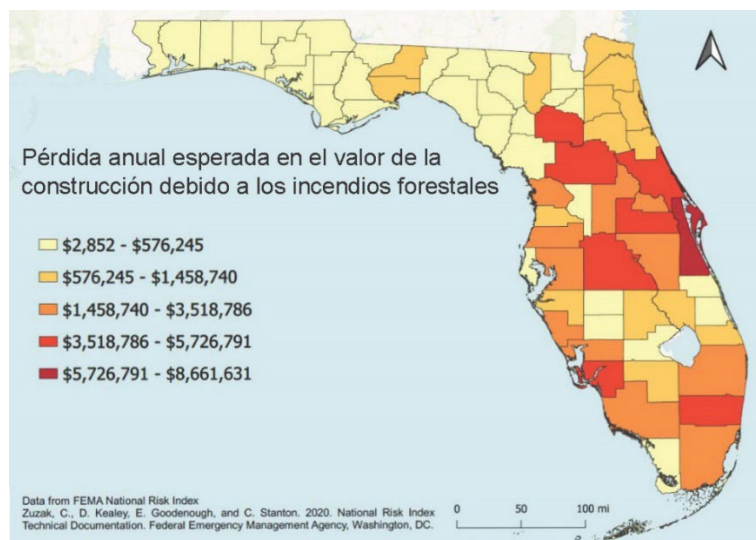 Pérdida anual esperada en el valor de la
construcción debido a los incendios forestales
$2,852 - $576,245
$576,245 - $1,458,740
$1,458,740 - $3,518,786
$3,518,786 - $5,726,791
$5,726,791 - $8,661,631
Data from FEMA National Risk Index
Zuzak, C., D. Kealey, E. Goodenough, and C. Stanton. 2020. National Risk Index
Technical Documentation. Federal Emergency Management Agency, Washington, DC.
0 50 100 mi